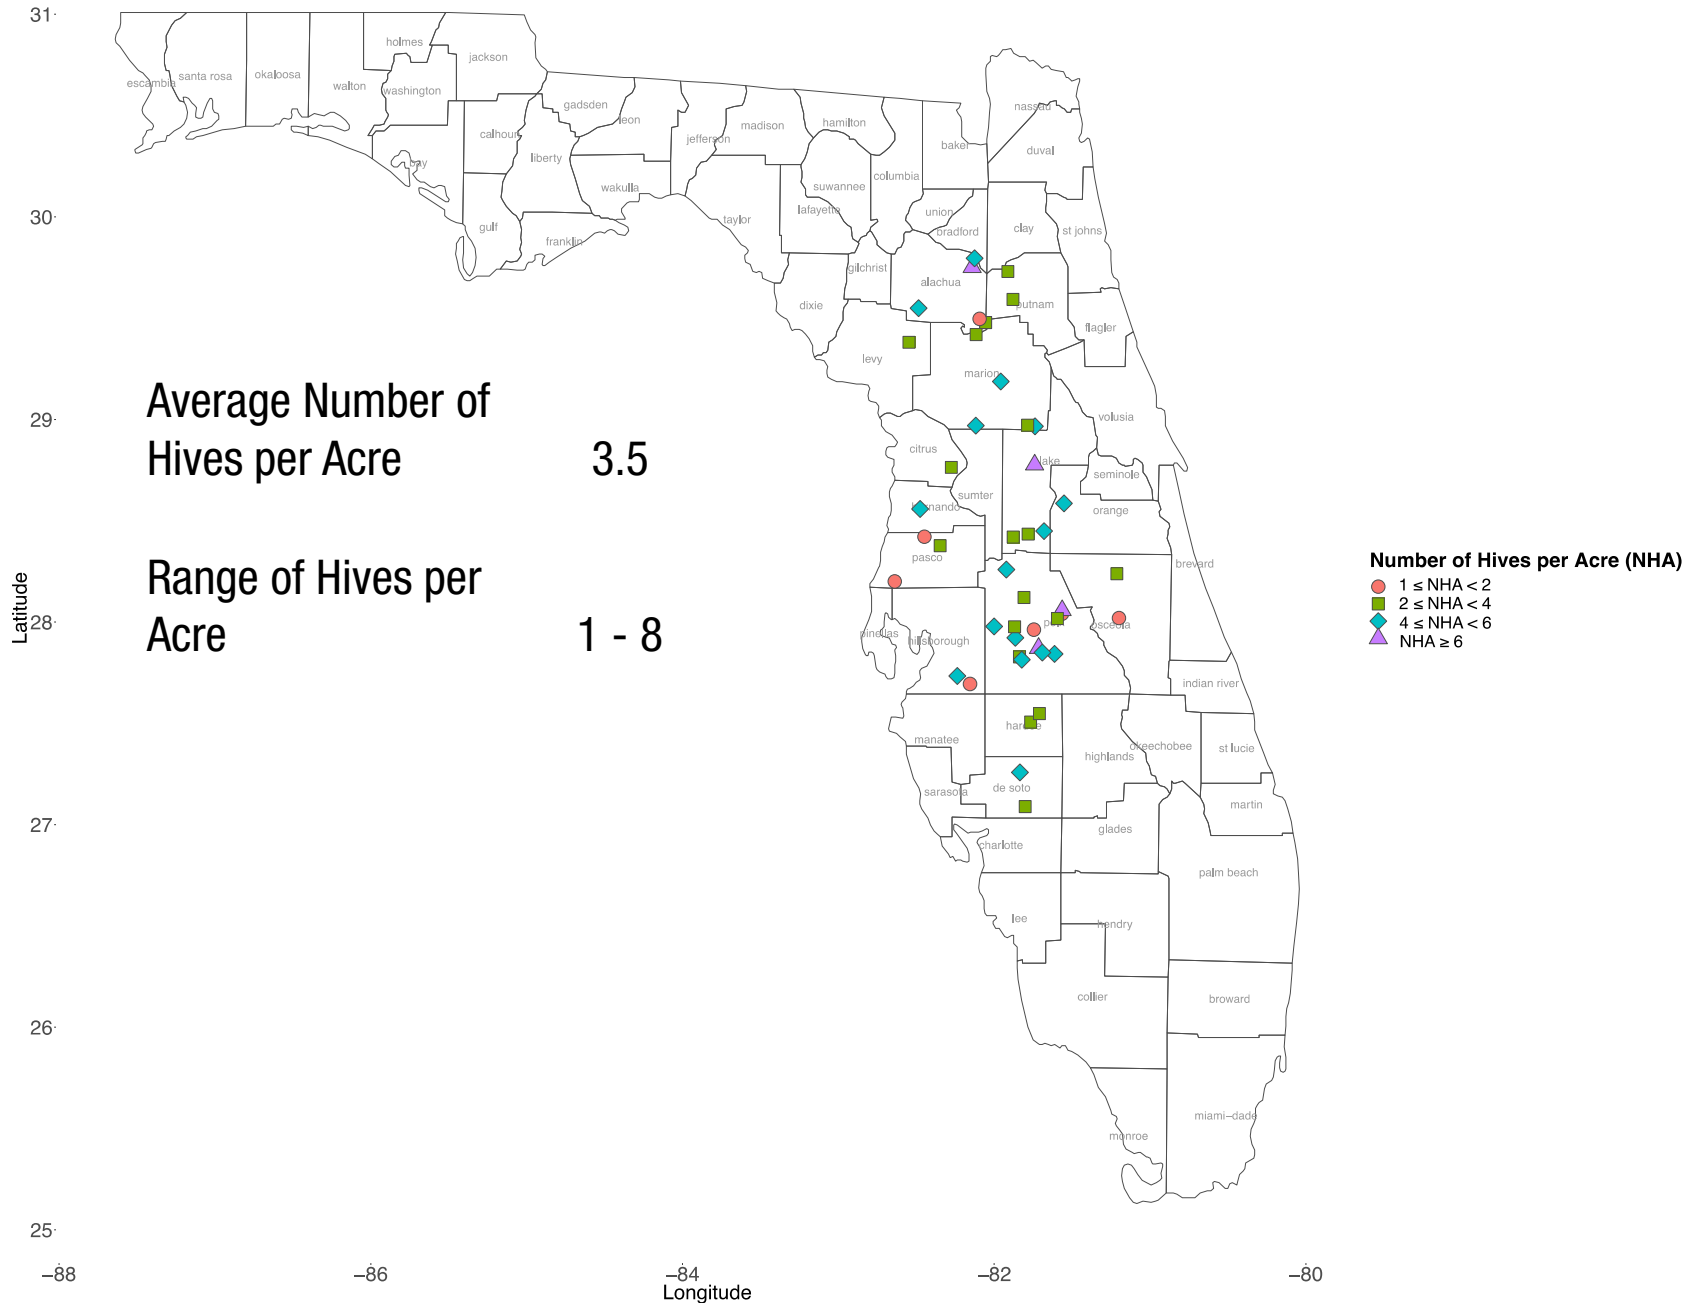 31
30
29
28
27
26
25
−88
−86
−84
−82
−80
Latitude
Longitude
Average Number of
Hives per Acre 3.5
Range of Hives per
Acre 1 - 8
Number of Hives per Acre (NHA)
1 ≤ NHA < 2
2 ≤ NHA < 4
4 ≤ NHA < 6
NHA ≥ 6
escambia
santa rosa
okaloosa
walton
holmes
washington
jackson
bay
calhoun
gulf
liberty
gadsden
franklin
leon
wakulla
jefferson
madison
taylor
hamilton
suwannee
lafayette
columbia
baker
nassau
duval
union
bradford
clay
st johns
gilchrist
alachua
dixie
putnam
flagler
levy
marion
volusia
citrus
lake
sumter
seminole
hernando
orange
pasco
brevard
pinellas
hillsborough
polk
osceola
indian river
manatee
hardee
highlands
okeechobee
st lucie
sarasota
de soto
martin
glades
charlotte
palm beach
lee
hendry
collier
broward
miami−dade
monroe